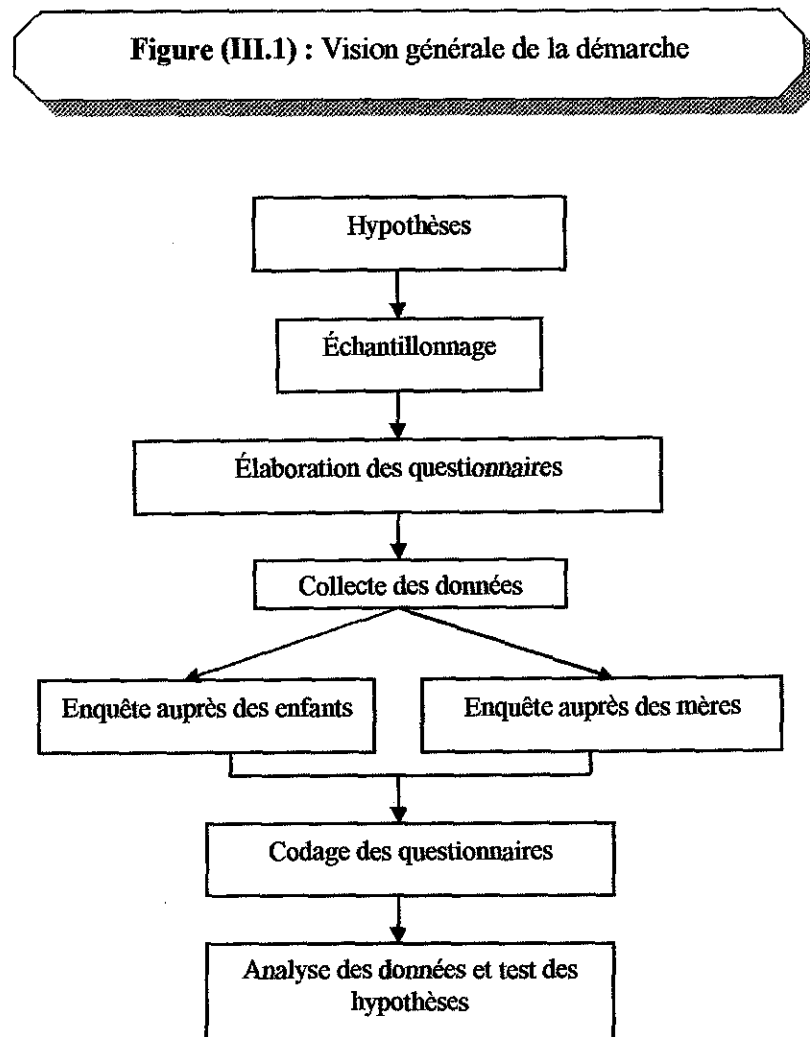 Figure (III.1) : Vision générale de la démarche
Hypothèses
Échantillonnage
Élaboration des questionnaires
Collecte des données
Enquête auprès des enfants
Enquête auprès des mères
Codage des questionnaires
Analyse des données et test des
hypothèses